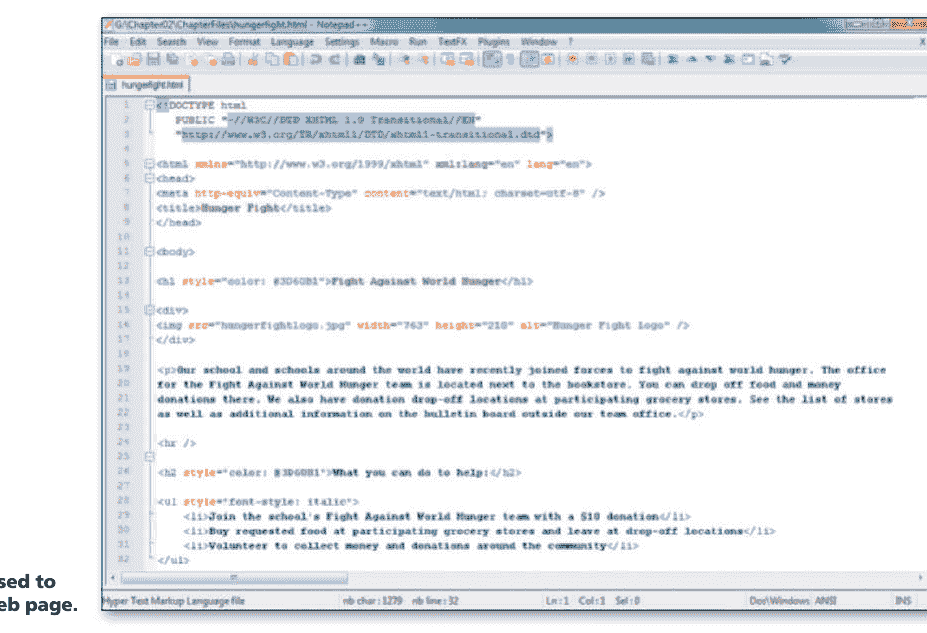 G:\Chapter02\ChapterFiles\hungerfight.html - Notepad++
File Edit Search View Format Language Settings Macro Run TextFX Plugins Window ? X
hungerfight.html
1 <!DOCTYPE html
2 PUBLIC "-//W3C//DTD XHTML 1.0 Transitional//EN"
3 "http://www.w3.org/TR/xhtml1/DTD/xhtml1-transitional.dtd">
4
5 <html xmlns="http://www.w3.org/1999/xhtml" xml:lang="en" lang="en">
6 <head>
7 <meta http-equiv="Content-Type" content="text/html; charset=utf-8" />
8 <title>Hunger Fight</title>
9 </head>
10
11 <body>
12
13 <h1 style="color: #3D60B1">Fight Against World Hunger</h1>
14
15 <div>
16 <img src="hungerfightlogo.jpg" width="763" height="210" alt="Hunger Fight Logo" />
17 </div>
18
19 <p>Our school and schools around the world have recently joined forces to fight against world hunger. The office
20 for the Fight Against World Hunger team is located next to the bookstore. You can drop off food and money
21 donations there. We also have donation drop-off locations at participating grocery stores. See the list of stores
22 as well as additional information on the bulletin board outside our team office.</p>
23
24 <hr />
25
26 <h2 style="color: #3D60B1">What you can do to help:</h2>
27
28 <ul style="font-style: italic">
29 <li>Join the school's Fight Against World Hunger team with a $10 donation</li>
30 <li>Buy requested food at participating grocery stores and leave at drop-off locations</li>
31 <li>Volunteer to collect money and donations around the community</li>
32 </ul>
sed to
eb page.
Hyper Text Markup Language file nb char : 1279 nb line : 32 Ln : 1 Col : 1 Sel : 0 Dos\Windows ANSI INS